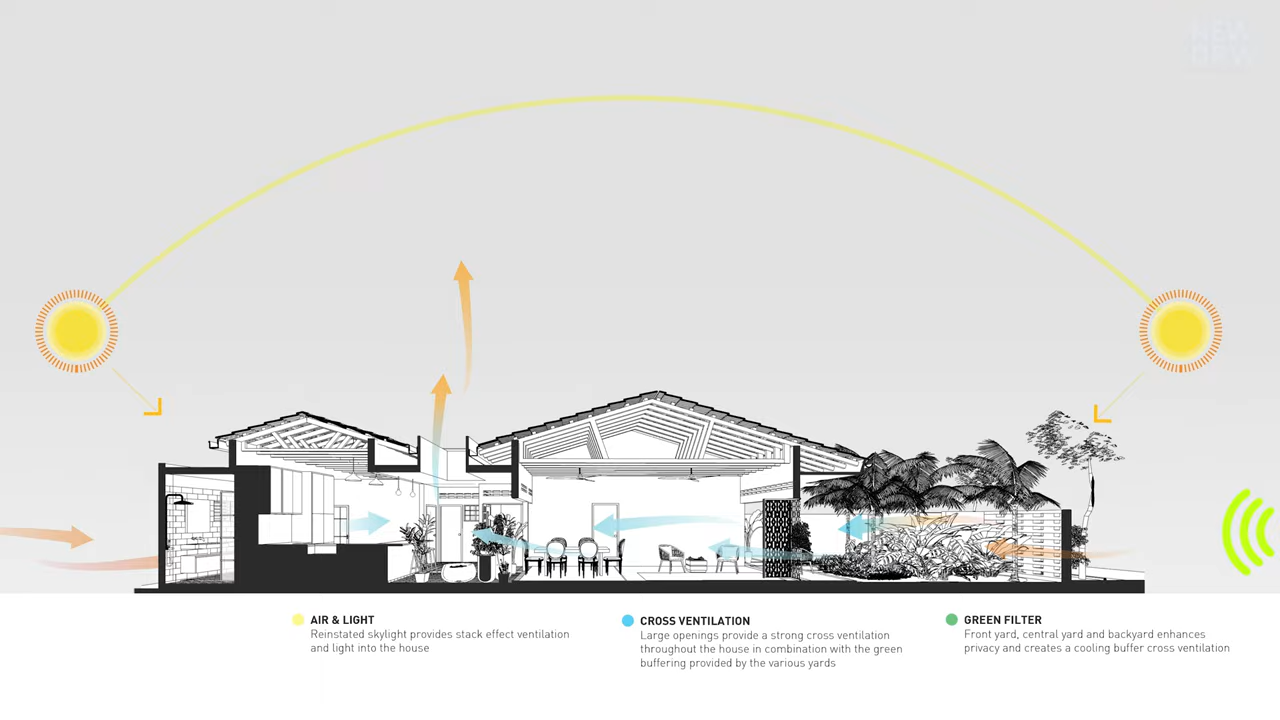 AIR & LIGHT
Reinstated skylight provides stack effect ventilation
and light into the house
CROSS VENTILATION
Large openings provide a strong cross ventilation
throughout the house in combination with the green
buffering provided by the various yards
GREEN FILTER
Front yard, central yard and backyard enhances
privacy and creates a cooling buffer cross ventilation